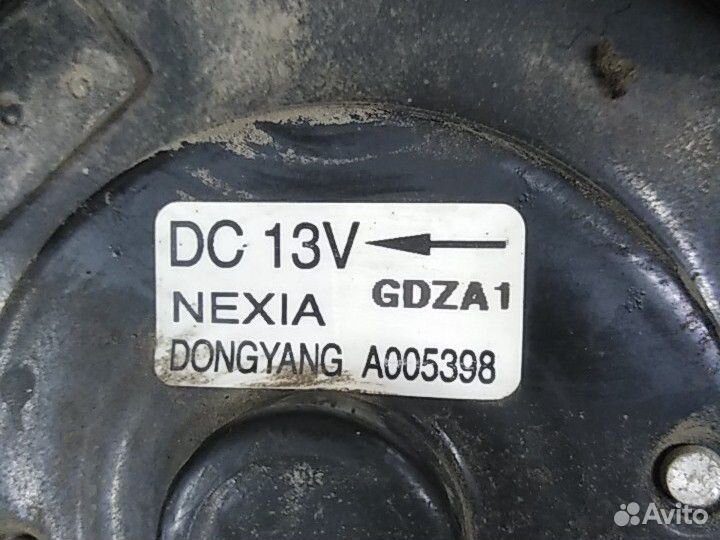 DC 13V
GDZA1
NEXIA
DONGYANG A005398
Avito